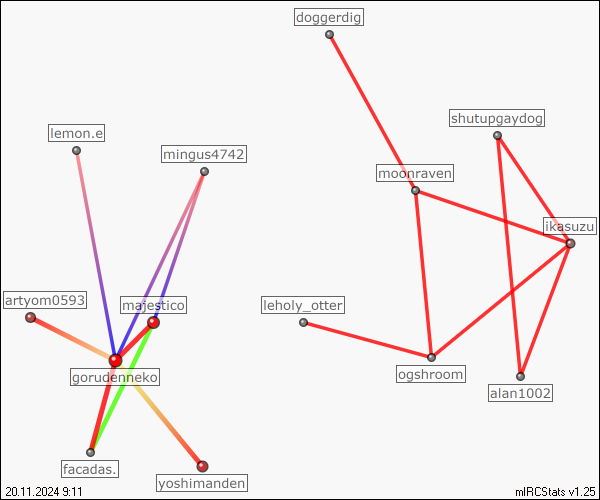 doggerdig
shutupgaydog
lemon.e
mingus4742
moonraven
ikasuzu
artyom0593
majestico
leholy_otter
gorudenneko
ogshroom
alan1002
facadas.
yoshimanden
20.11.2024 9:11
mIRCStats v1.25